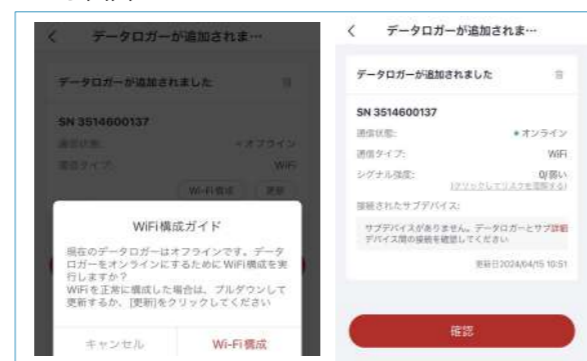 データロガーが追加されま…
データロガーが追加されました
SN 3514600137
通信状態: オフライン
通信タイプ: WiFi
Wi-Fi構成 更新
WiFi構成ガイド
現在のデータロガーはオフラインです。データ
ロガーをオンラインにするために WiFi構成を実
行しますか？
WiFiを正常に構成した場合は、プルダウンして
更新するか、[更新]をクリックしてください
キャンセル Wi-Fi構成
データロガーが追加されま…
データロガーが追加されました
SN 3514600137
通信状態: オンライン
通信タイプ: WiFi
シグナル強度: 0/弱い
(クリックしてリスクを理解する)
接続されたサブデバイス:
サブデバイスがありません。データロガーとサブ詳細
デバイス間の接続を確認してください
更新日2024/04/15 10:51
確認